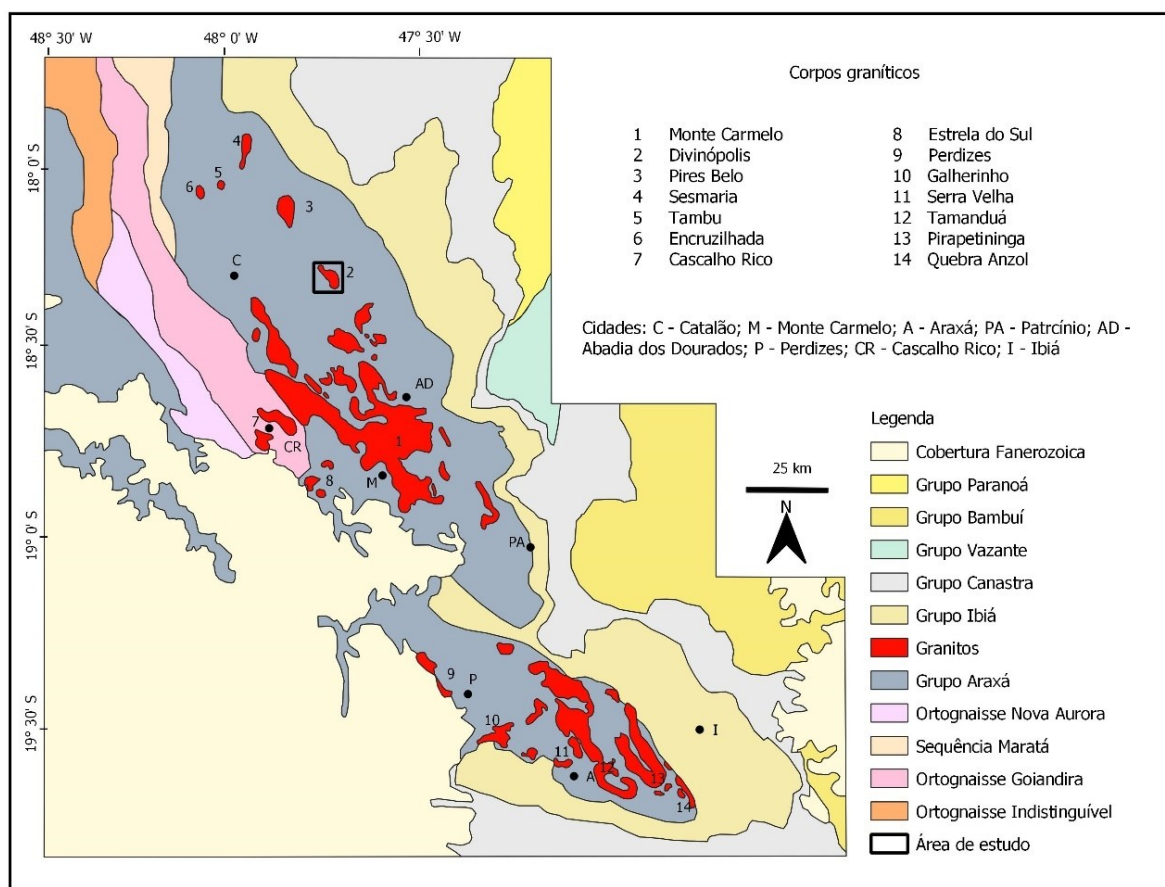 48° 30' W
48° 0' W
47° 30' W
18° 0' S
18° 30' S
19° 0' S
19° 30' S
Corpos graníticos
1 Monte Carmelo
2 Divinópolis
3 Pires Belo
4 Sesmaria
5 Tambu
6 Encruzilhada
7 Cascalho Rico
8 Estrela do Sul
9 Perdizes
10 Galherinho
11 Serra Velha
12 Tamanduá
13 Pirapetininga
14 Quebra Anzol
Cidades: C - Catalão; M - Monte Carmelo; A - Araxá; PA - Patrcínio; AD -
Abadia dos Dourados; P - Perdizes; CR - Cascalho Rico; I - Ibiá
4
5
6
3
C
2
AD
7
CR
1
8
M
PA
9
P
10
11
A
12
13
14
I
25 km
N
Legenda
Cobertura Fanerozoica
Grupo Paranoá
Grupo Bambuí
Grupo Vazante
Grupo Canastra
Grupo Ibiá
Granitos
Grupo Araxá
Ortognaisse Nova Aurora
Sequência Maratá
Ortognaisse Goiandira
Ortognaisse Indistinguível
Área de estudo